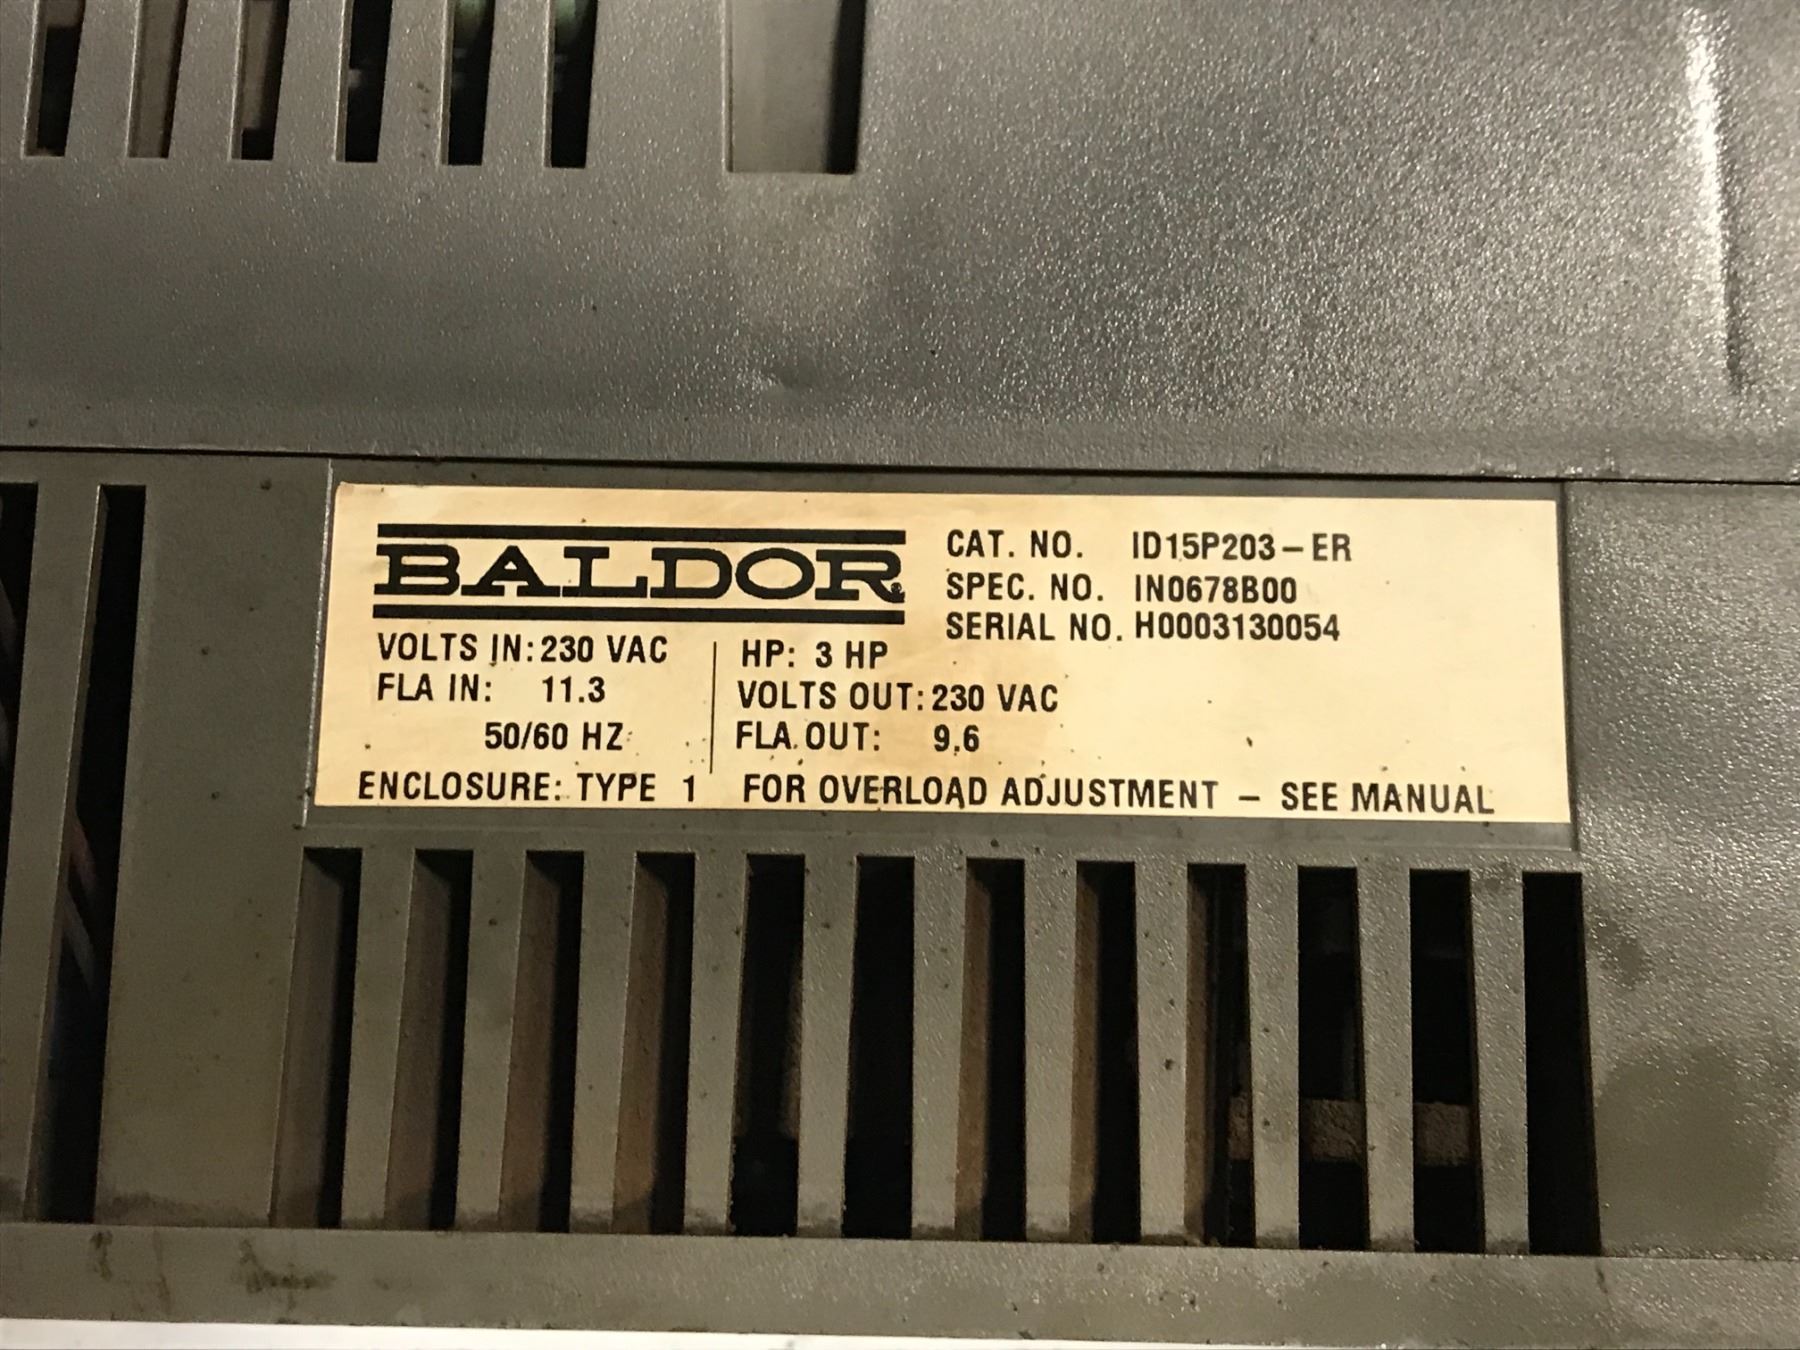 BALDOR®
CAT. NO. ID15P203-ER
SPEC. NO. IN0678B00
SERIAL NO. H0003130054
VOLTS IN: 230 VAC
FLA IN: 11.3
50/60 HZ
HP: 3 HP
VOLTS OUT: 230 VAC
FLA OUT: 9.6
ENCLOSURE: TYPE 1 FOR OVERLOAD ADJUSTMENT – SEE MANUAL